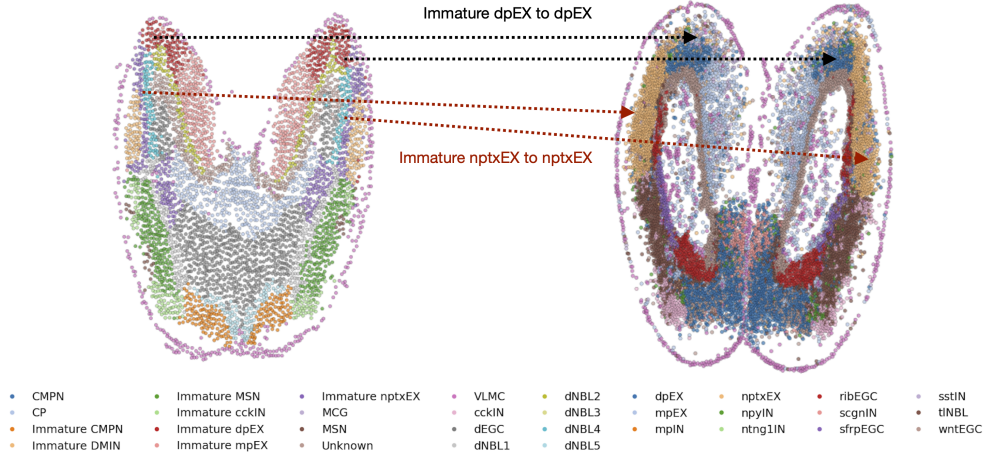 Immature dpEX to dpEX
Immature nptxEX to nptxEX
CMPN Immature MSN Immature nptxEX VLMC dNBL2 dpEX nptxEX ribEGC sstIN
CP Immature cckIN MCG cckIN dNBL3 mpEX npyIN scgnIN tlNBL
Immature CMPN Immature dpEX MSN dEGC dNBL4 mpIN ntng1IN sfrpEGC wntEGC
Immature DMIN Immature mpEX Unknown dNBL1 dNBL5